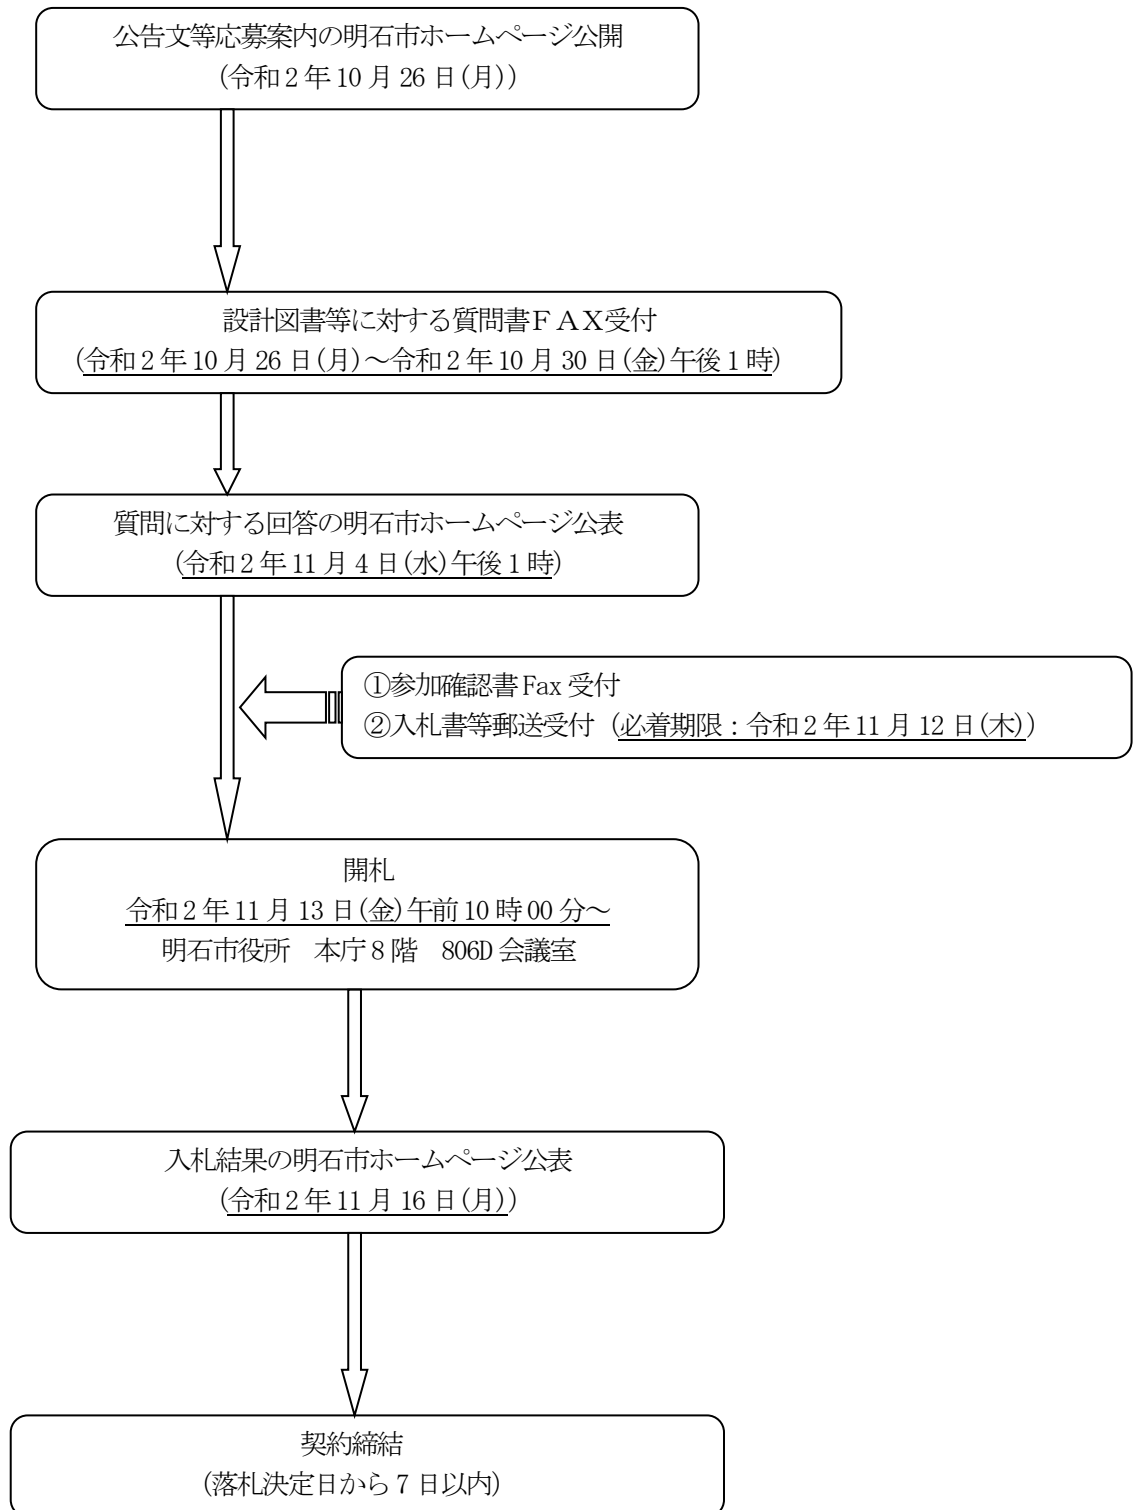 公告文等応募案内の明石市ホームページ公開
(令和2年10月26日(月))
設計図書等に対する質問書ＦＡＸ受付
(令和2年10月26日(月)～令和2年10月30日(金)午後1時)
質問に対する回答の明石市ホームページ公表
(令和2年11月4日(水)午後1時)
①参加確認書Fax受付
②入札書等郵送受付（必着期限：令和2年11月12日(木)）
開札
令和2年11月13日(金)午前10時00分～
明石市役所　本庁8階　806D会議室
入札結果の明石市ホームページ公表
(令和2年11月16日(月))
契約締結
(落札決定日から7日以内)